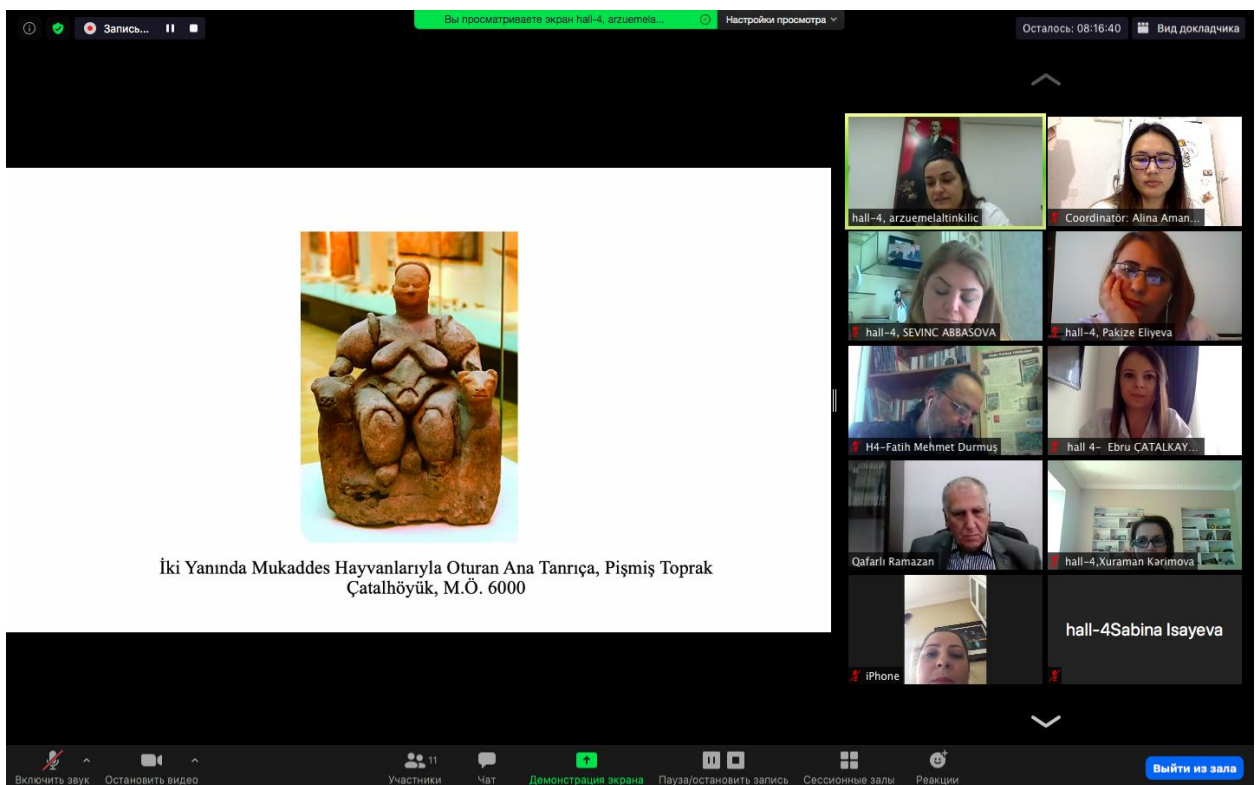 Вы просматриваете экран hall-4, arzuemela...
Настройки просмотра
Запись...
Осталось: 08:16:40
Вид докладчика
hall-4, arzuemelaltinkilic
Coordinatör: Alina Aman...
hall-4, SEVINC ABBASOVA
hall-4, Pakize Eliyeva
H4-Fatih Mehmet Durmuş
hall 4- Ebru ÇATALKAY...
Qafarlı Ramazan
hall-4,Xuraman Kərimova
iPhone
hall-4Sabina Isayeva
İki Yanında Mukaddes Hayvanlarıyla Oturan Ana Tanrıça, Pişmiş Toprak
Çatalhöyük, M.Ö. 6000
Включить звук
Остановить видео
Участники
11
Чат
Демонстрация экрана
Пауза/остановить запись
Сессионные залы
Реакции
Выйти из зала